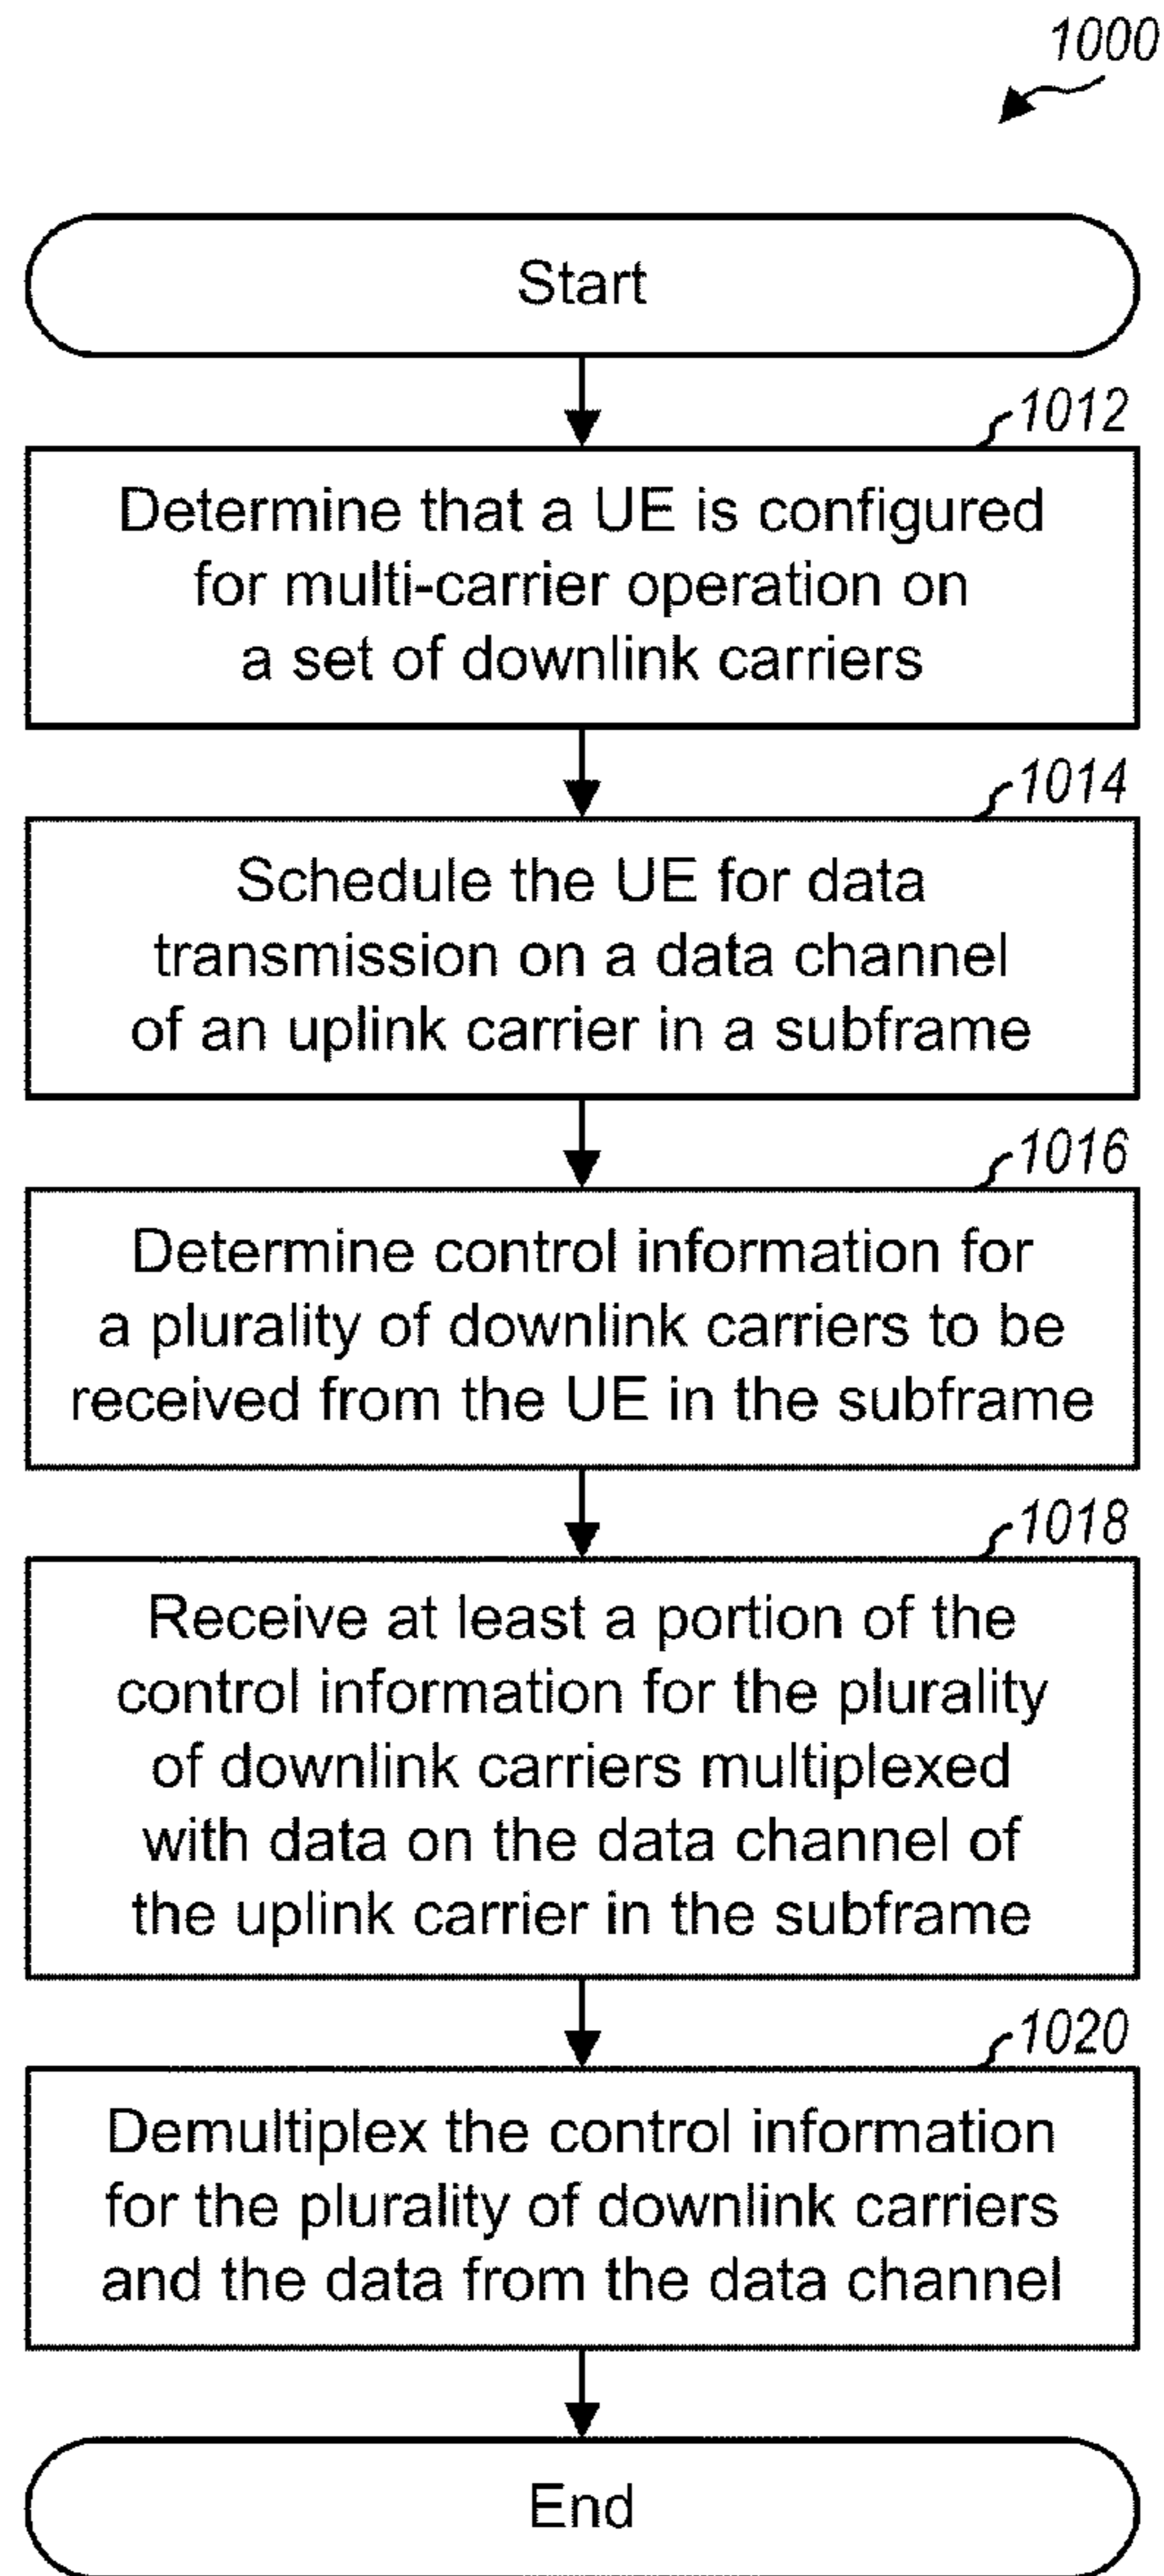 1000
Start
1012
Determine that a UE is configured
for multi-carrier operation on
a set of downlink carriers
1014
Schedule the UE for data
transmission on a data channel
of an uplink carrier in a subframe
1016
Determine control information for
a plurality of downlink carriers to be
received from the UE in the subframe
1018
Receive at least a portion of the
control information for the plurality
of downlink carriers multiplexed
with data on the data channel of
the uplink carrier in the subframe
1020
Demultiplex the control information
for the plurality of downlink carriers
and the data from the data channel
End